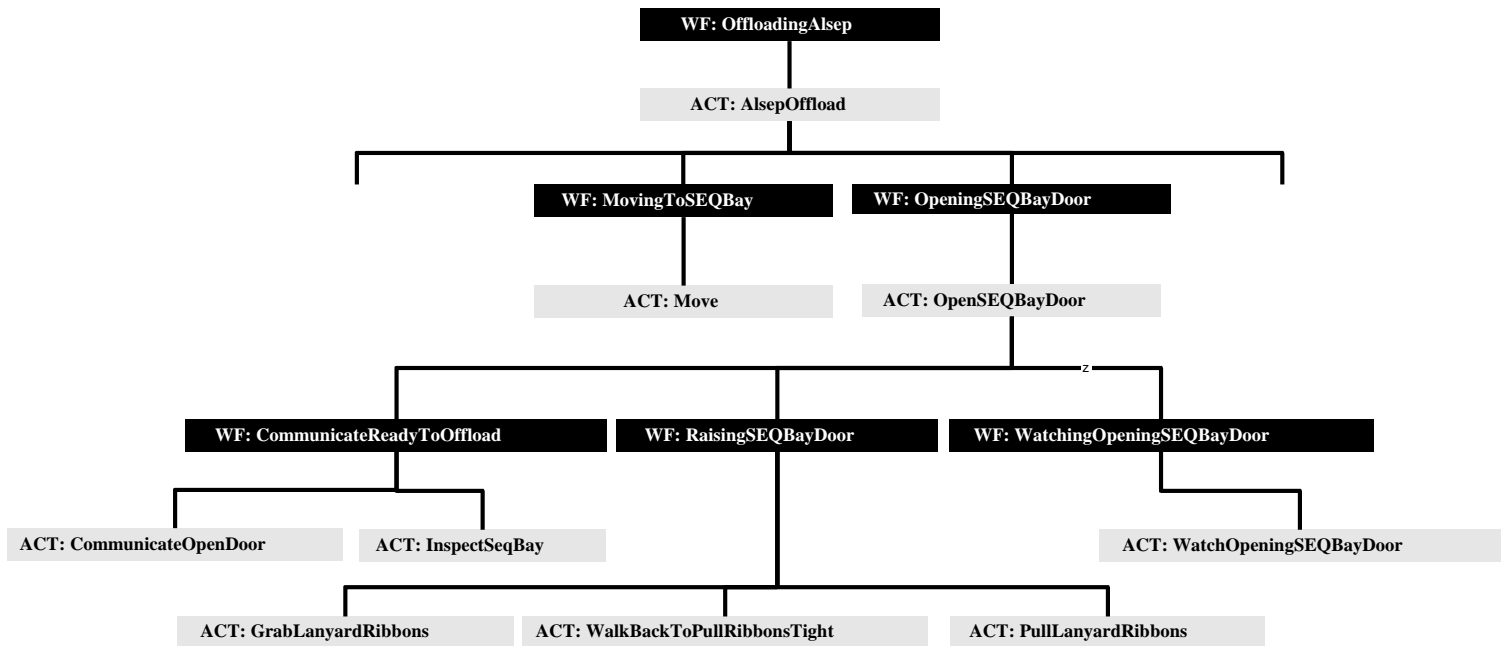 WF: OffloadingAlsep
ACT: AlsepOffload
WF: MovingToSEQBay
WF: OpeningSEQBayDoor
ACT: Move
ACT: OpenSEQBayDoor
z
WF: CommunicateReadyToOffload
WF: RaisingSEQBayDoor
WF: WatchingOpeningSEQBayDoor
ACT: CommunicateOpenDoor
ACT: InspectSeqBay
ACT: WatchOpeningSEQBayDoor
ACT: GrabLanyardRibbons
ACT: WalkBackToPullRibbonsTight
ACT: PullLanyardRibbons